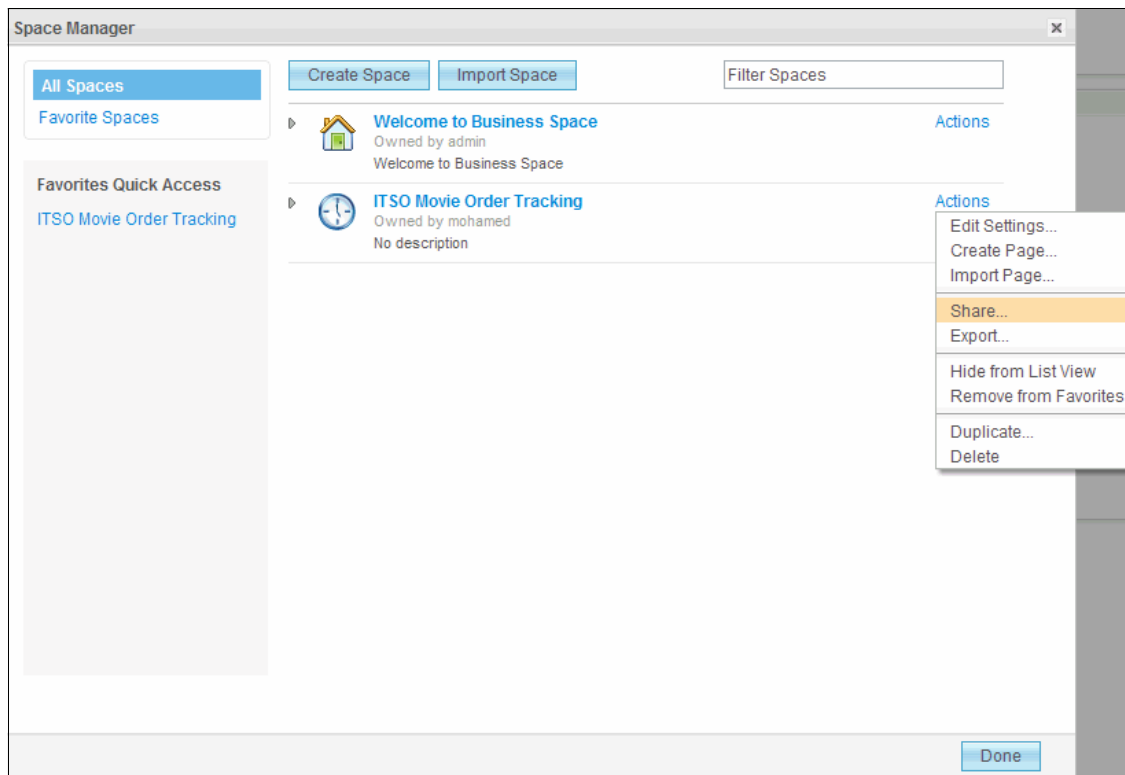 Space Manager
All Spaces
Favorite Spaces
Favorites Quick Access
ITSO Movie Order Tracking
Create Space
Import Space
Filter Spaces
Welcome to Business Space
Actions
Owned by admin
Welcome to Business Space
ITSO Movie Order Tracking
Actions
Owned by mohamed
No description
Edit Settings...
Create Page...
Import Page...
Share...
Export...
Hide from List View
Remove from Favorites
Duplicate...
Delete
Done